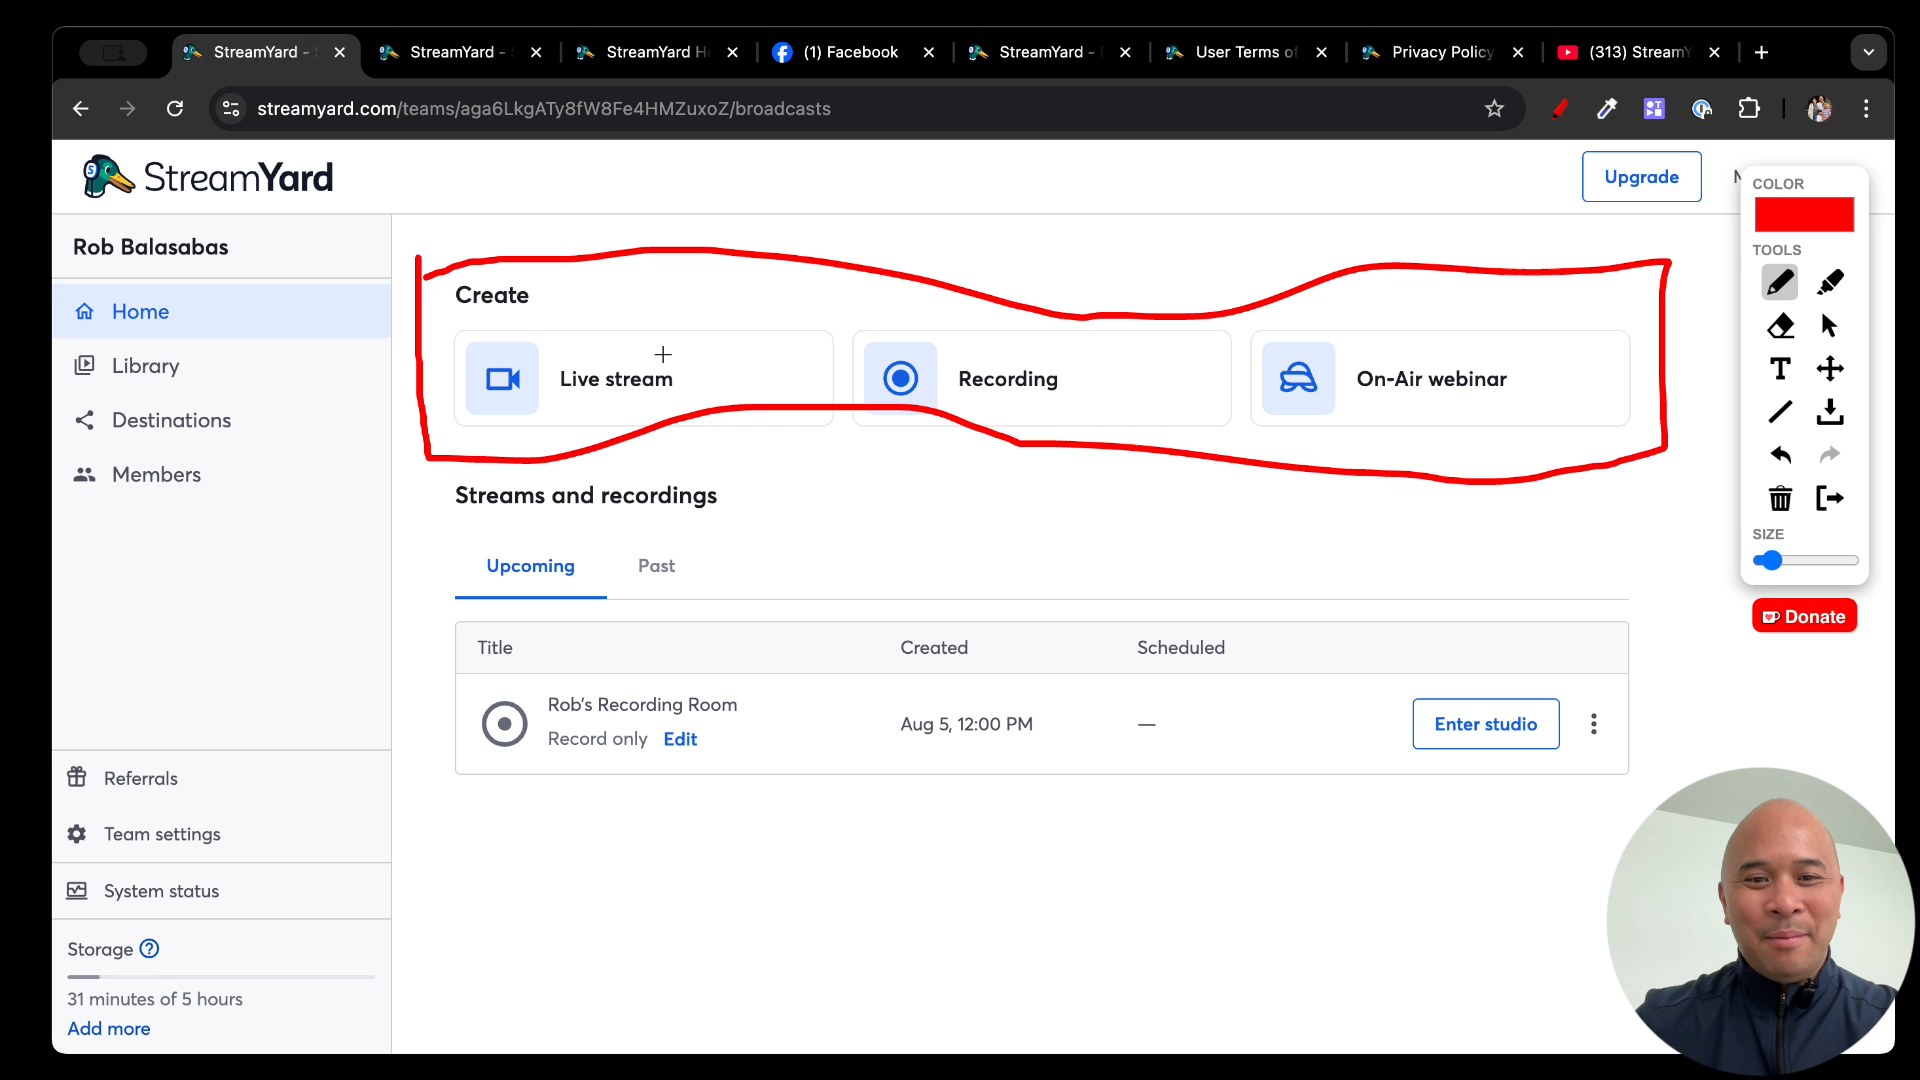 StreamYard -
StreamYard -
StreamYard H
(1) Facebook
StreamYard -
User Terms of
Privacy Policy
(313) StreamY
streamyard.com/teams/aga6LkgATy8fW8Fe4HMZuxoZ/broadcasts
StreamYard
Upgrade
COLOR
TOOLS
SIZE
Donate
Rob Balasabas
Home
Library
Destinations
Members
Referrals
Team settings
System status
Storage
31 minutes of 5 hours
Add more
Create
Live stream
Recording
On-Air webinar
Streams and recordings
Upcoming
Past
Title
Created
Scheduled
Rob's Recording Room
Record only Edit
Aug 5, 12:00 PM
—
Enter studio